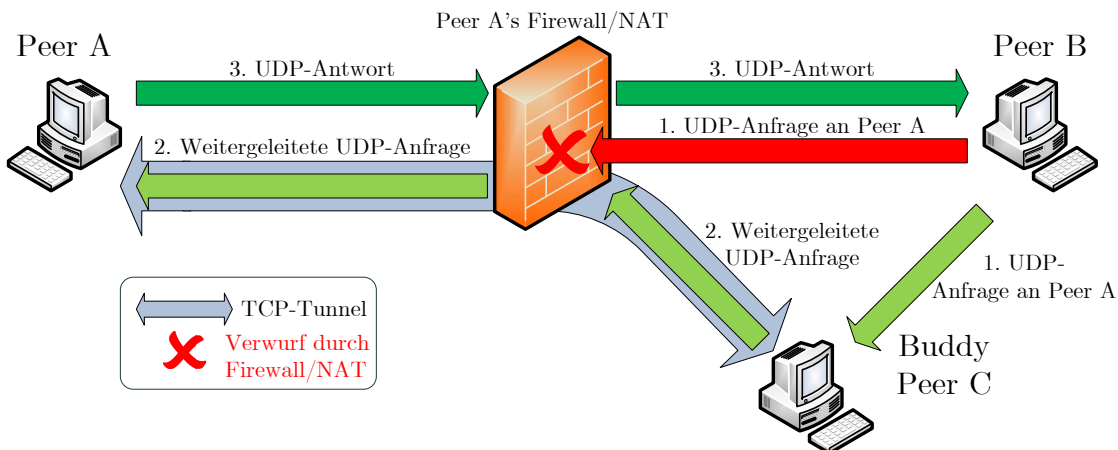 Peer A's Firewall/NAT
Peer A
Peer B
3. UDP-Antwort
3. UDP-Antwort
1. UDP-Anfrage an Peer A
2. Weitergeleitete UDP-Anfrage
2. Weitergeleitete
UDP-Anfrage
1. UDP-
Anfrage an Peer A
TCP-Tunnel
Verwurf durch
Firewall/NAT
Buddy
Peer C